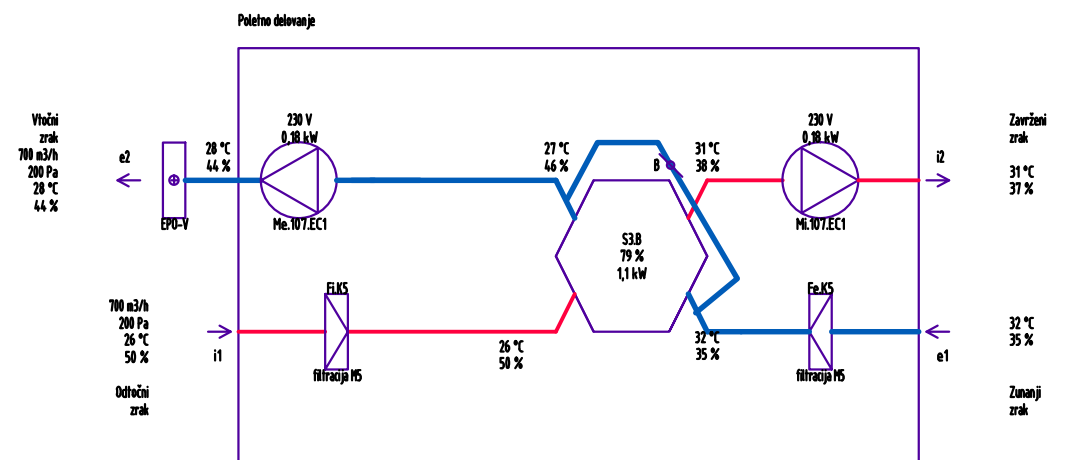 Poletno delovanje
Vtočni
zrak
700 m3/h
200 Pa
28 °C
44 %
e2
EPO-V
28 °C
44 %
230 V
0,18 kW
Me.107.EC1
27 °C
46 %
B
31 °C
38 %
230 V
0,18 kW
Mi.107.EC1
i2
Zavrženi
zrak
31 °C
37 %
S3.B
79 %
1,1 kW
700 m3/h
200 Pa
26 °C
50 %
i1
Odtočni
zrak
Fi.K5
filtracija M5
26 °C
50 %
32 °C
35 %
Fe.K5
filtracija M5
e1
32 °C
35 %
Zunanji
zrak